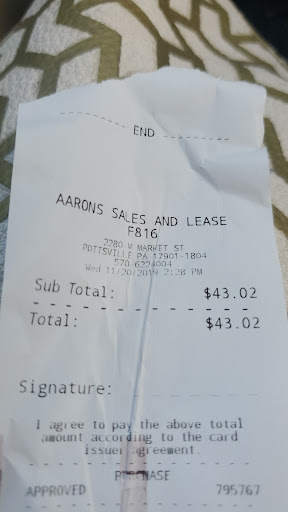 END
AARONS SALES AND LEASE
F816
2280 W MARKET ST
POTTSVILLE PA 17901-1804
570-6224004
Wed 11/20/2019 2:28 PM
Sub Total: $43.02
Total: $43.02
Signature:
I agree to pay the above total
amount according to the card
issuer agreement.
PURCHASE
APPROVED 795767